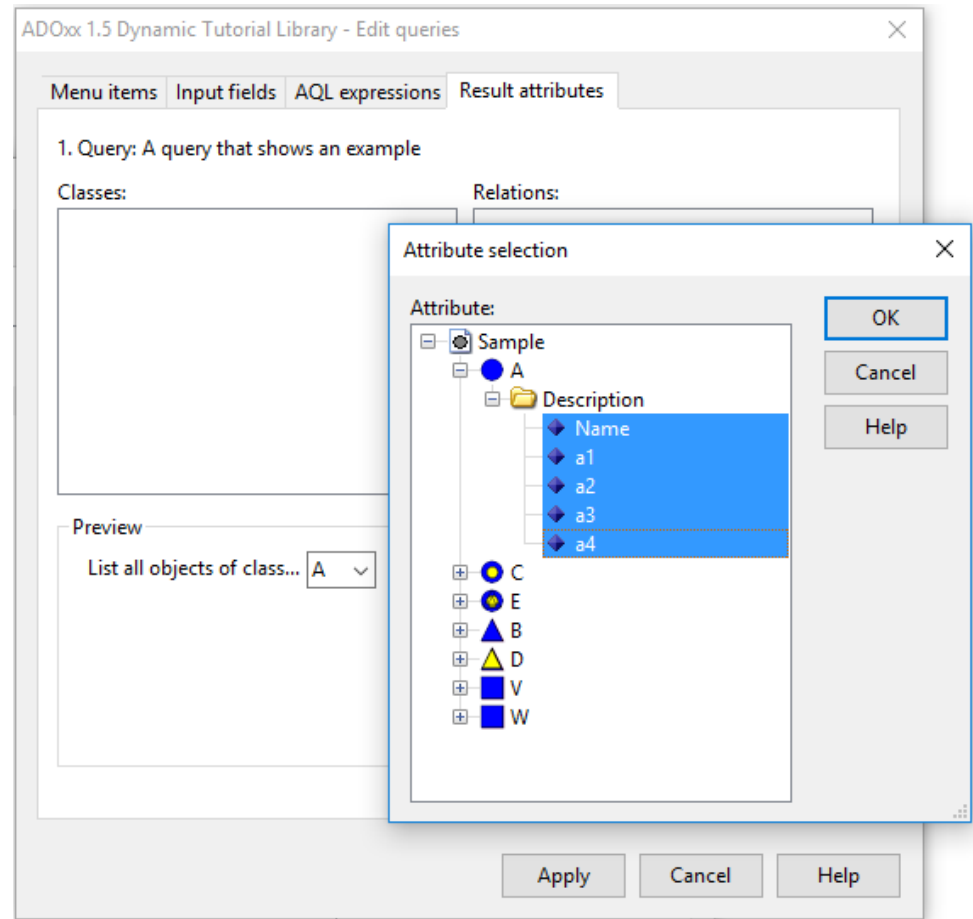 ADOxx 1.5 Dynamic Tutorial Library - Edit queries
Menu items Input fields AQL expressions Result attributes
1. Query: A query that shows an example
Classes: Relations:
Attribute selection
Attribute:
OK
Sample
A
Cancel
Description
Name
Help
a1
a2
a3
a4
Preview
List all objects of class... A
C
E
B
D
V
W
Apply Cancel Help